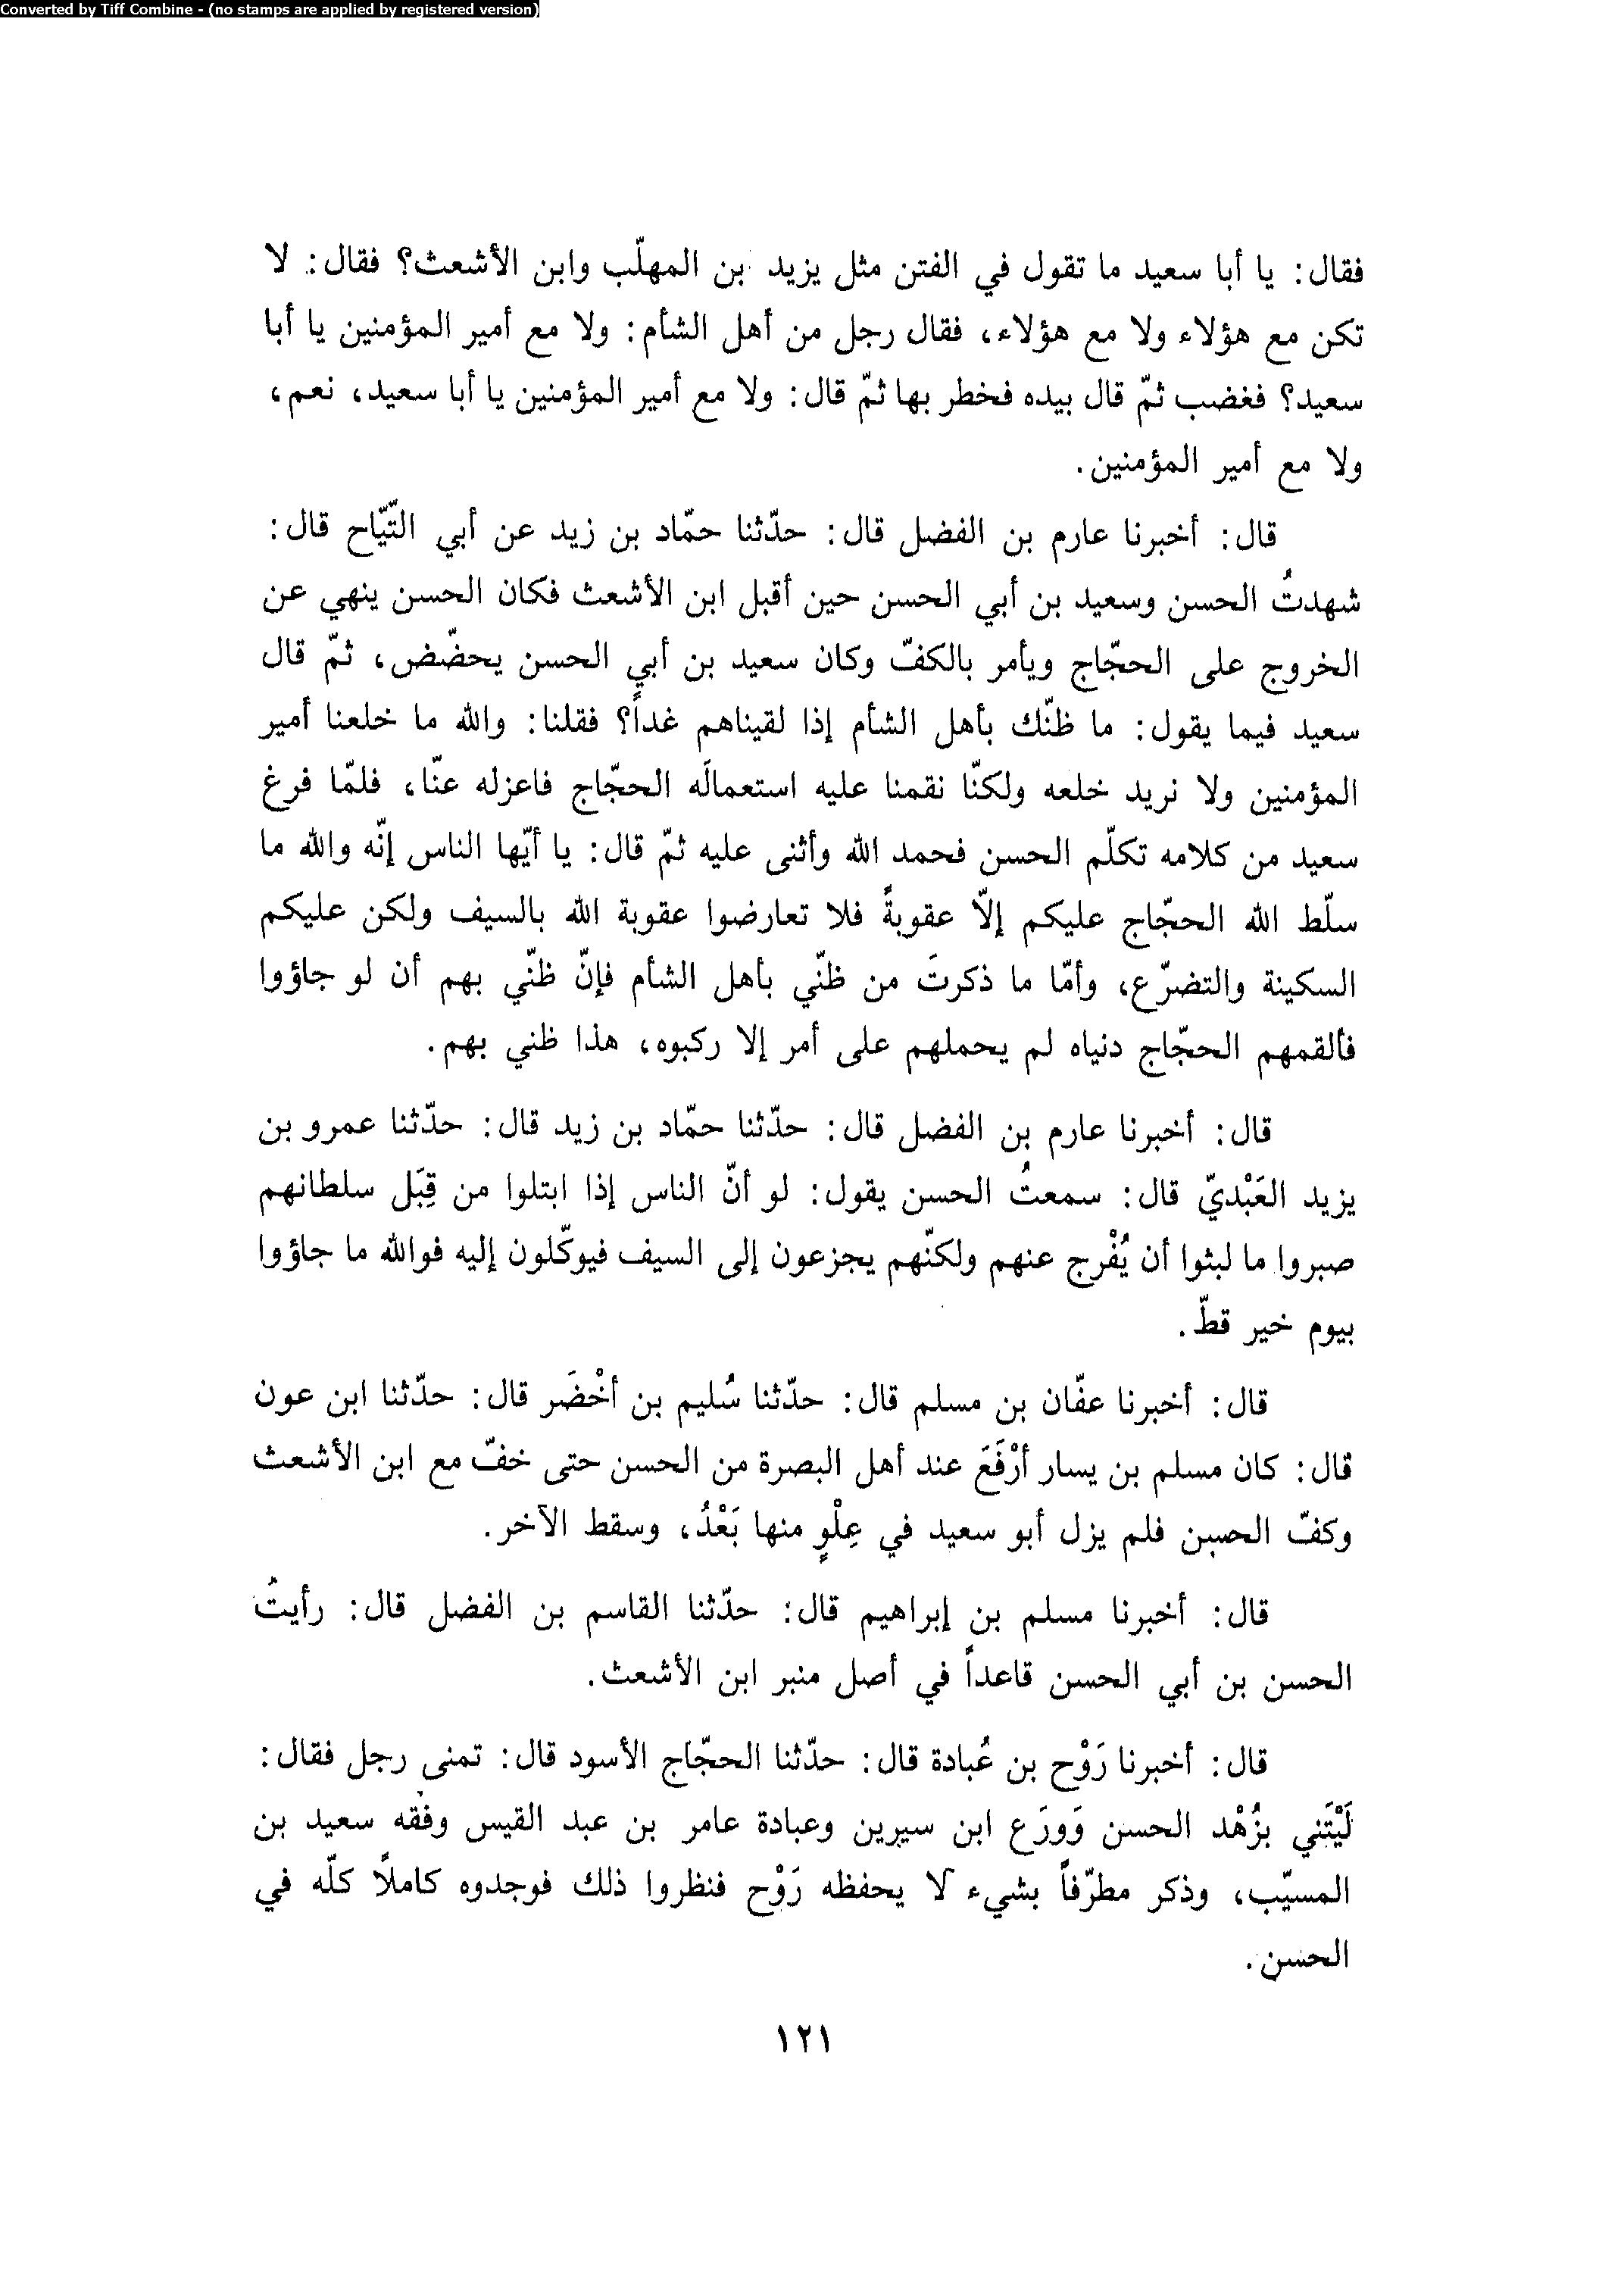 Converted by Tiff Combine - (no stamps are applied by registered version)
فقال: يا أبا سعيد ما تقول في الفتن مثل يزيد بن المهلّب وابن الأشعث؟ فقال: لا
تكن مع هؤلاء ولا مع هؤلاء، فقال رجل من أهل الشأم: ولا مع أمير المؤمنين يا أبا
سعيد؟ فغضب ثمّ قال بيده فخطر بها ثمّ قال: ولا مع أمير المؤمنين يا أبا سعيد، نعم،
ولا مع أمير المؤمنين.
قال: أخبرنا عارم بن الفضل قال: حدّثنا حمّاد بن زيد عن أبي التّيّاح قال:
شهدتُ الحسن وسعيد بن أبي الحسن حين أقبل ابن الأشعث فكان الحسن ينهي عن
الخروج على الحجّاج ويأمر بالكفّ وكان سعيد بن أبي الحسن يحضّض، ثمّ قال
سعيد فيما يقول: ما ظنّك بأهل الشأم إذا لقيناهم غداً؟ فقلنا: والله ما خلعنا أمير
المؤمنين ولا نريد خلعه ولكنّا نقمنا عليه استعمالَه الحجّاج فاعزله عنّا، فلمّا فرغ
سعيد من كلامه تكلّم الحسن فحمد الله وأثنى عليه ثمّ قال: يا أيّها الناس إنّه والله ما
سلّط الله الحجّاج عليكم إلاّ عقوبةً فلا تعارضوا عقوبة الله بالسيف ولكن عليكم
السكينة والتضرّع، وأمّا ما ذكرتَ من ظنّي بأهل الشأم فإنّ ظنّي بهم أن لو جاؤوا
فألقمهم الحجّاج دنياه لم يحملهم على أمر إلا ركبوه، هذا ظني بهم.
قال: أخبرنا عارم بن الفضل قال: حدّثنا حمّاد بن زيد قال: حدّثنا عمرو بن
يزيد العَبْديّ قال: سمعتُ الحسن يقول: لو أنّ الناس إذا ابتلوا من قِبَل سلطانهم
صبروا ما لبثوا أن يُفْرج عنهم ولكنّهم يجزعون إلى السيف فيوكّلون إليه فوالله ما جاؤوا
بيوم خير قطّ.
قال: أخبرنا عفّان بن مسلم قال: حدّثنا سُليم بن أخْضَر قال: حدّثنا ابن عون
قال: كان مسلم بن يسار أرْفَعَ عند أهل البصرة من الحسن حتى خفّ مع ابن الأشعث
وكفّ الحسن فلم يزل أبو سعيد في عِلْوٍ منها بَعْدُ، وسقط الآخر.
قال: أخبرنا مسلم بن إبراهيم قال: حدّثنا القاسم بن الفضل قال: رأيتُ
الحسن بن أبي الحسن قاعداً في أصل منبر ابن الأشعث.
قال: أخبرنا رَوْح بن عُبادة قال: حدّثنا الحجّاج الأسود قال: تمنى رجل فقال:
لَيْتَني بزُهْد الحسن وَورَع ابن سيرين وعبادة عامر بن عبد القيس وفقه سعيد بن
المسيّب، وذكر مطرّفاً بشيء لا يحفظه رَوْح فنظروا ذلك فوجدوه كاملاً كلّه في
الحسن.
١٢١